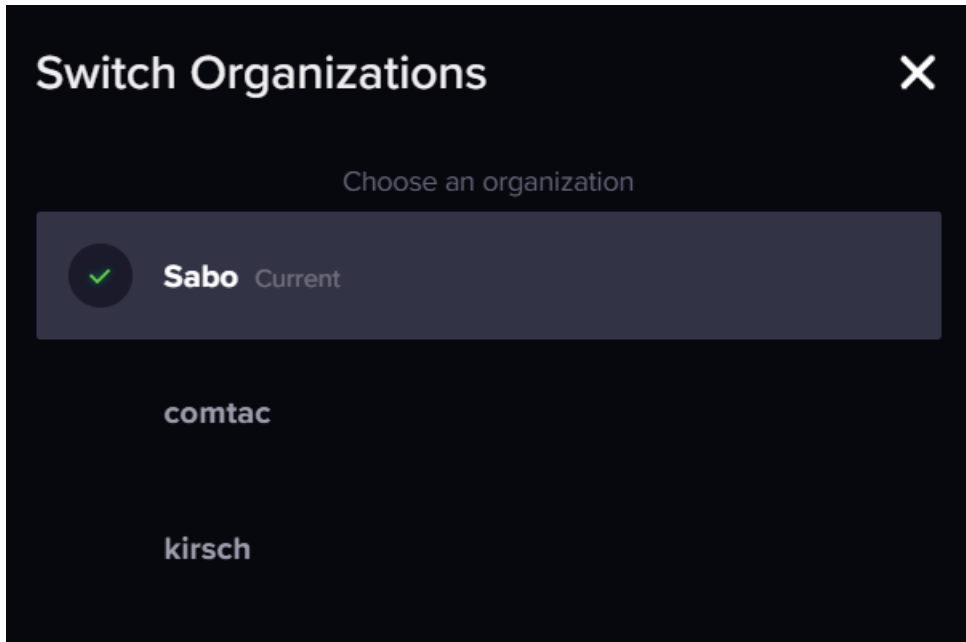 Switch Organizations
Choose an organization
Sabo Current
comtac
kirsch